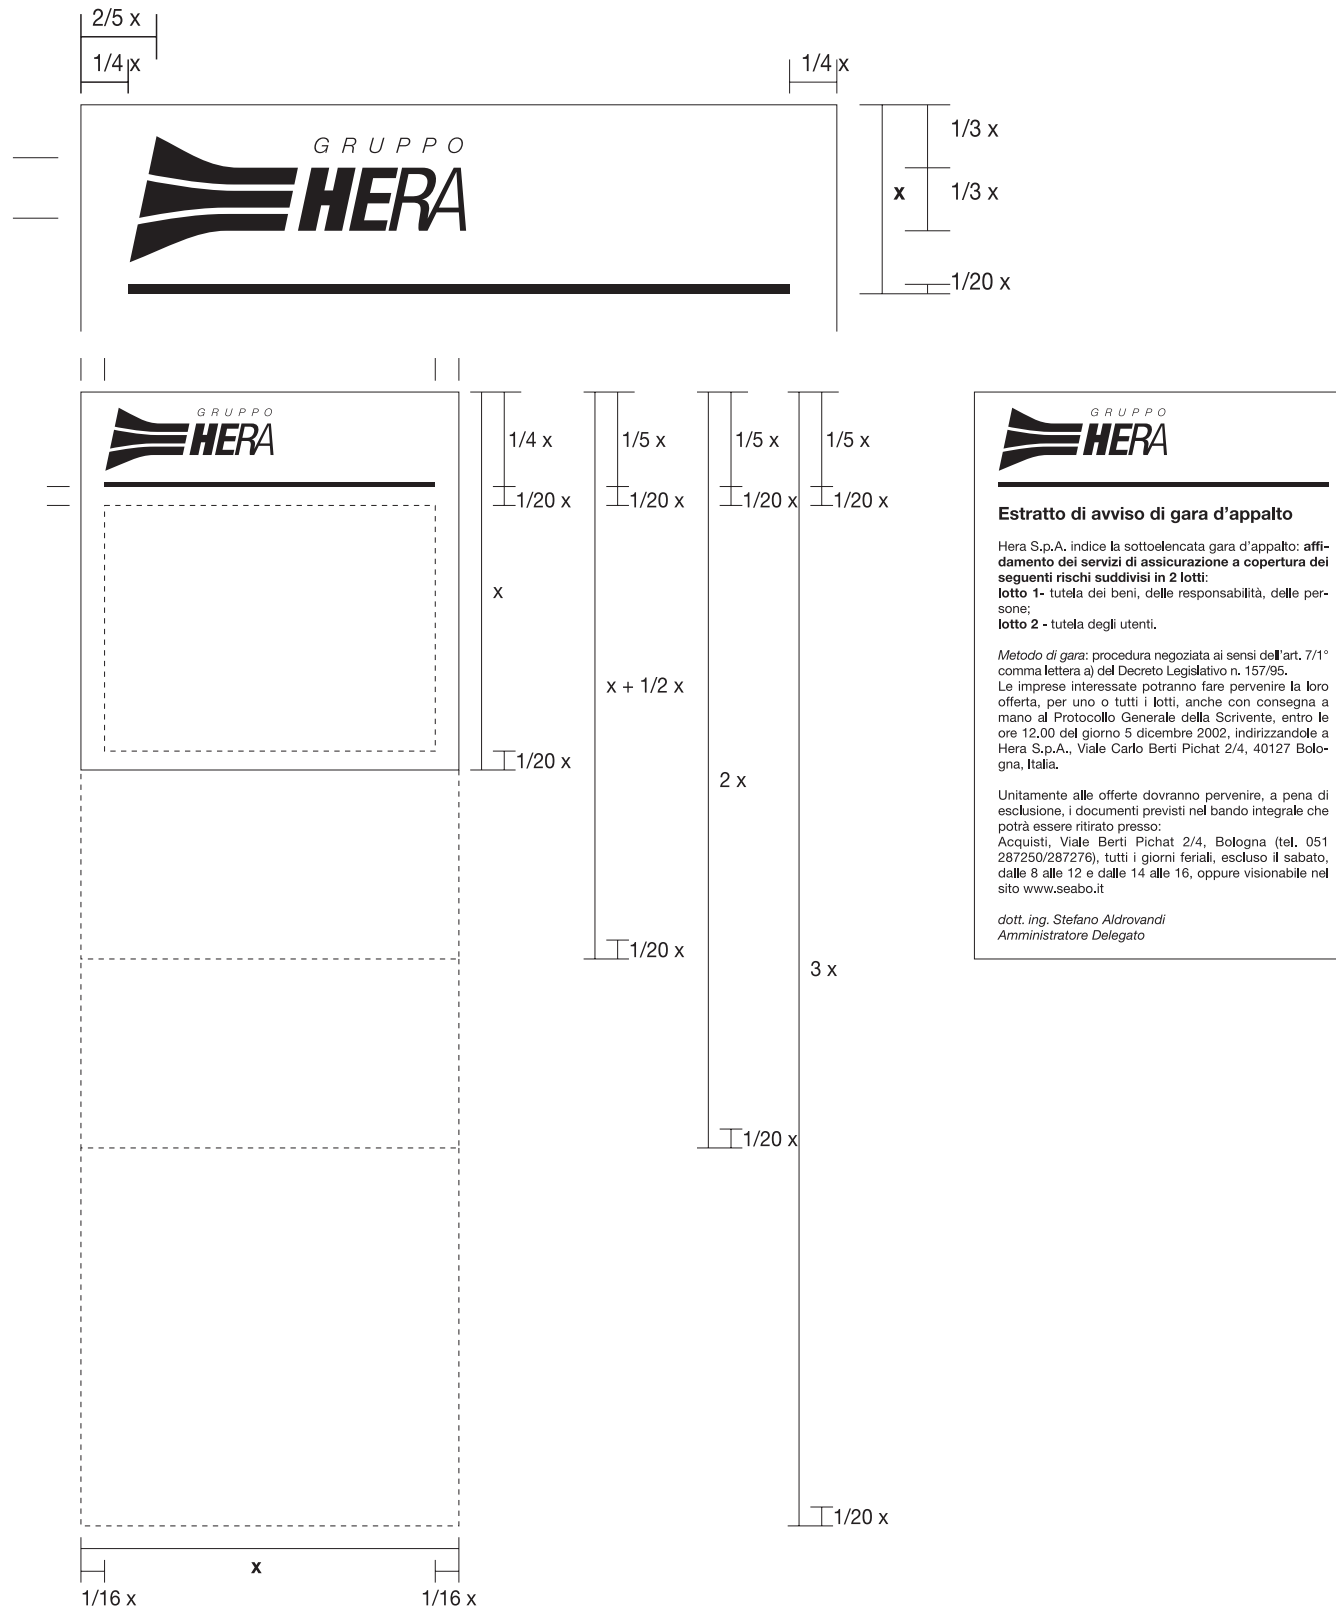 2/5 x
1/4 x
1/4 x
GRUPPO
HERA
1/3 x
x
1/3 x
1/20 x
GRUPPO
HERA
1/4 x
1/5 x
1/5 x
1/5 x
1/20 x
1/20 x
1/20 x
1/20 x
x
x + 1/2 x
1/20 x
2 x
1/20 x
3 x
1/20 x
1/20 x
x
1/16 x
1/16 x
GRUPPO
HERA
Estratto di avviso di gara d'appalto
Hera S.p.A. indice la sottoelencata gara d'appalto: affi-
damento dei servizi di assicurazione a copertura dei
seguenti rischi suddivisi in 2 lotti:
lotto 1- tutela dei beni, delle responsabilità, delle per-
sone;
lotto 2 - tutela degli utenti.
Metodo di gara: procedura negoziata ai sensi dell'art. 7/1°
comma lettera a) del Decreto Legislativo n. 157/95.
Le imprese interessate potranno fare pervenire la loro
offerta, per uno o tutti i lotti, anche con consegna a
mano al Protocollo Generale della Scrivente, entro le
ore 12.00 del giorno 5 dicembre 2002, indirizzandole a
Hera S.p.A., Viale Carlo Berti Pichat 2/4, 40127 Bolo-
gna, Italia.
Unitamente alle offerte dovranno pervenire, a pena di
esclusione, i documenti previsti nel bando integrale che
potrà essere ritirato presso:
Acquisti, Viale Berti Pichat 2/4, Bologna (tel. 051
287250/287276), tutti i giorni feriali, escluso il sabato,
dalle 8 alle 12 e dalle 14 alle 16, oppure visionabile nel
sito www.seabo.it
dott. ing. Stefano Aldrovandi
Amministratore Delegato